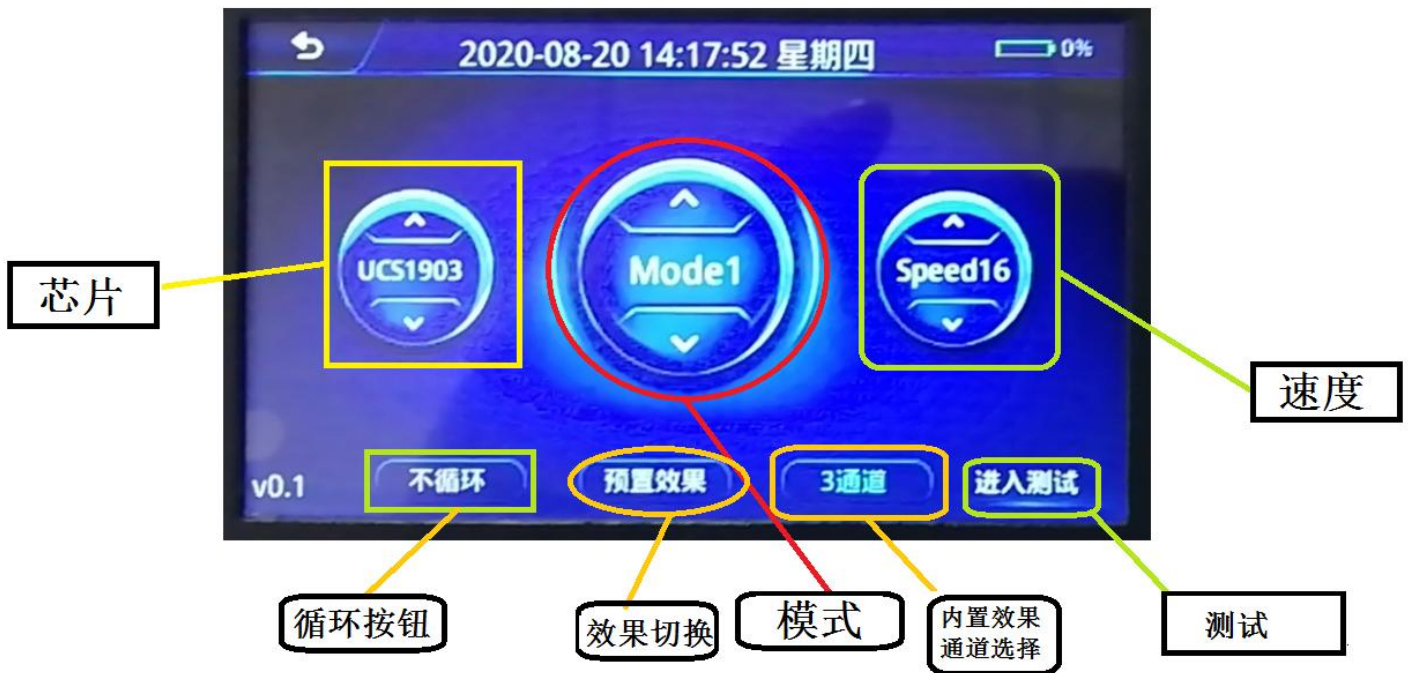 2020-08-20 14:17:52 星期四
0%
UCS1903
Mode1
Speed16
芯片
速度
v0.1
不循环
预置效果
3通道
进入测试
循环按钮
效果切换
模式
内置效果
通道选择
测试